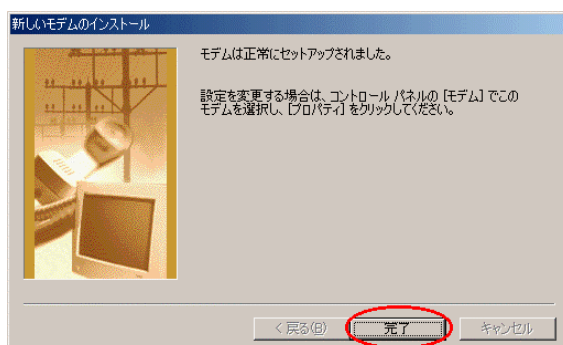 新しいモデムのインストール
モデムは正常にセットアップされました。
設定を変更する場合は、コントロール パネルの [モデム] でこの
モデムを選択し、[プロパティ] をクリックしてください。
< 戻る(B) 完了 キャンセル